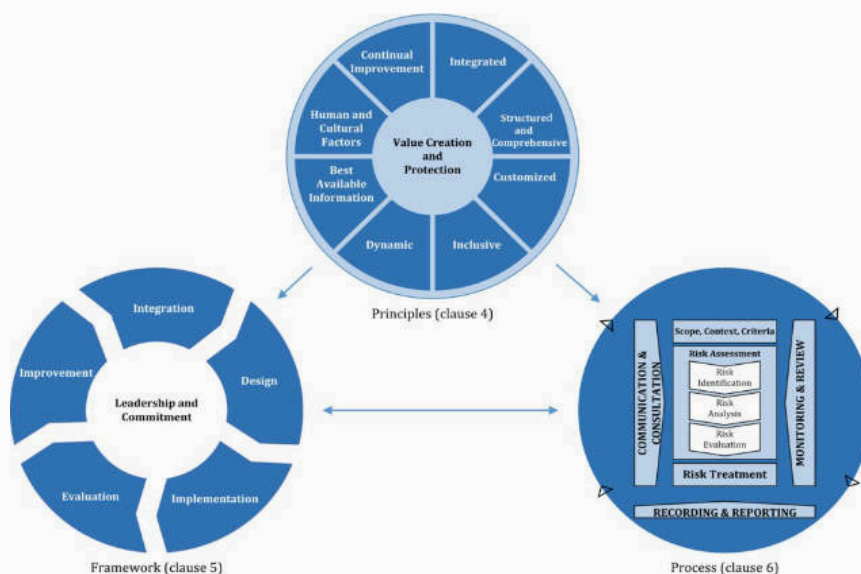 Continual
Improvement
Integrated
Human and
Cultural
Factors
Structured
and
Comprehensive
Value Creation
and
Protection
Best
Available
Information
Customized
Dynamic
Inclusive
Principles (clause 4)
Integration
Improvement
Design
Leadership and
Commitment
Evaluation
Implementation
Framework (clause 5)
Scope, Context, Criteria
Risk Assessment
Risk
Identification
Risk
Analysis
Risk
Evaluation
Risk Treatment
COMMUNICATION &
CONSULTATION
MONITORING & REVIEW
RECORDING & REPORTING
Process (clause 6)